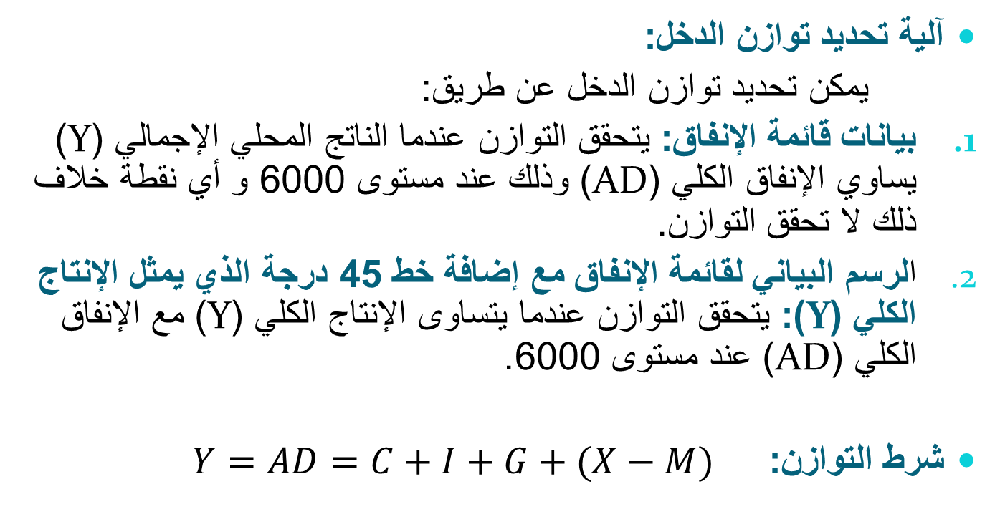 • آلية تحديد توازن الدخل:
يمكن تحديد توازن الدخل عن طريق:
1. بيانات قائمة الإنفاق: يتحقق التوازن عندما الناتج المحلي الإجمالي (Y)
يساوي الإنفاق الكلي (AD) وذلك عند مستوى 6000 و أي نقطة خلاف
ذلك لا تحقق التوازن.
2. الرسم البياني لقائمة الإنفاق مع إضافة خط 45 درجة الذي يمثل الإنتاج
الكلي (Y): يتحقق التوازن عندما يتساوى الإنتاج الكلي (Y) مع الإنفاق
الكلي (AD) عند مستوى 6000.
• شرط التوازن: Y = AD = C + I + G + (X − M)